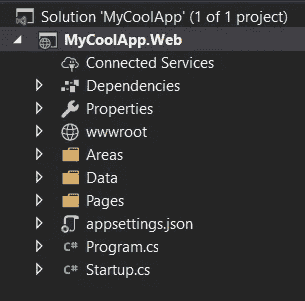 Solution 'MyCoolApp' (1 of 1 project)
MyCoolApp.Web
Connected Services
Dependencies
Properties
wwwroot
Areas
Data
Pages
appsettings.json
C# Program.cs
C# Startup.cs